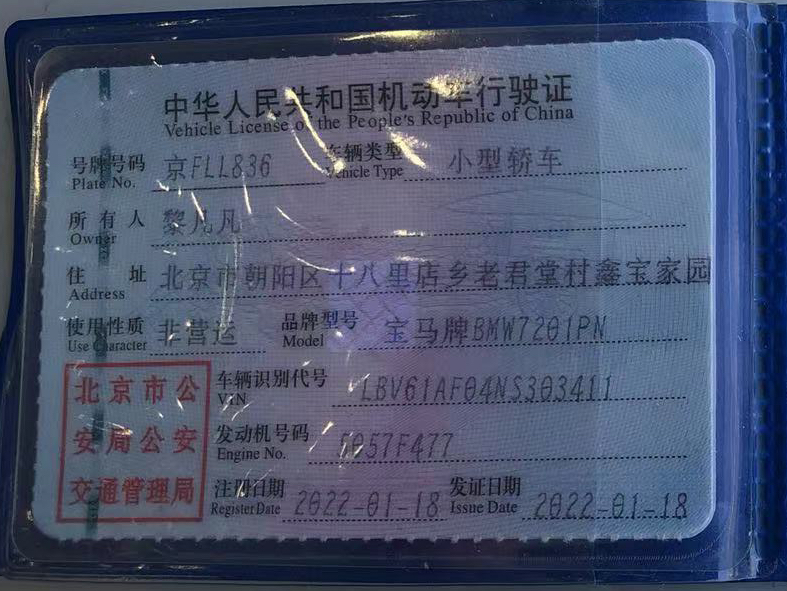 中华人民共和国机动车行驶证
Vehicle License of the People's Republic of China
号牌号码 京FLL836 车辆类型 小型轿车
Plate No. Vehicle Type
所有人 黎凡凡
Owner
住址 北京市朝阳区十八里店乡老君堂村鑫宝家园
Address
使用性质 非营运 品牌型号 宝马牌BMW7201PN
Use Character Model
车辆识别代号 LBV61AF04NS303411
VIN
发动机号码 5057F477
Engine No.
注册日期 2022-01-18 发证日期 2022-01-18
Register Date Issue Date
北京市公
安局公安
交通管理局